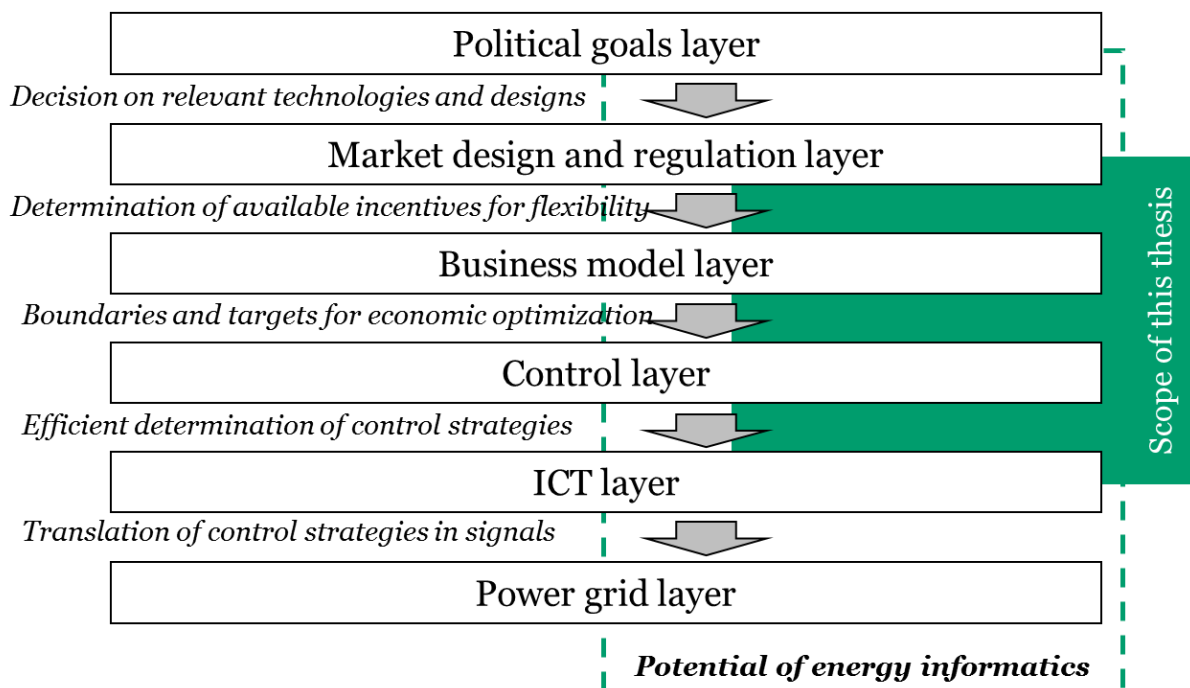 Political goals layer
Decision on relevant technologies and designs
Market design and regulation layer
Determination of available incentives for flexibility
Business model layer
Boundaries and targets for economic optimization
Control layer
Efficient determination of control strategies
ICT layer
Translation of control strategies in signals
Power grid layer
Potential of energy informatics
Scope of this thesis